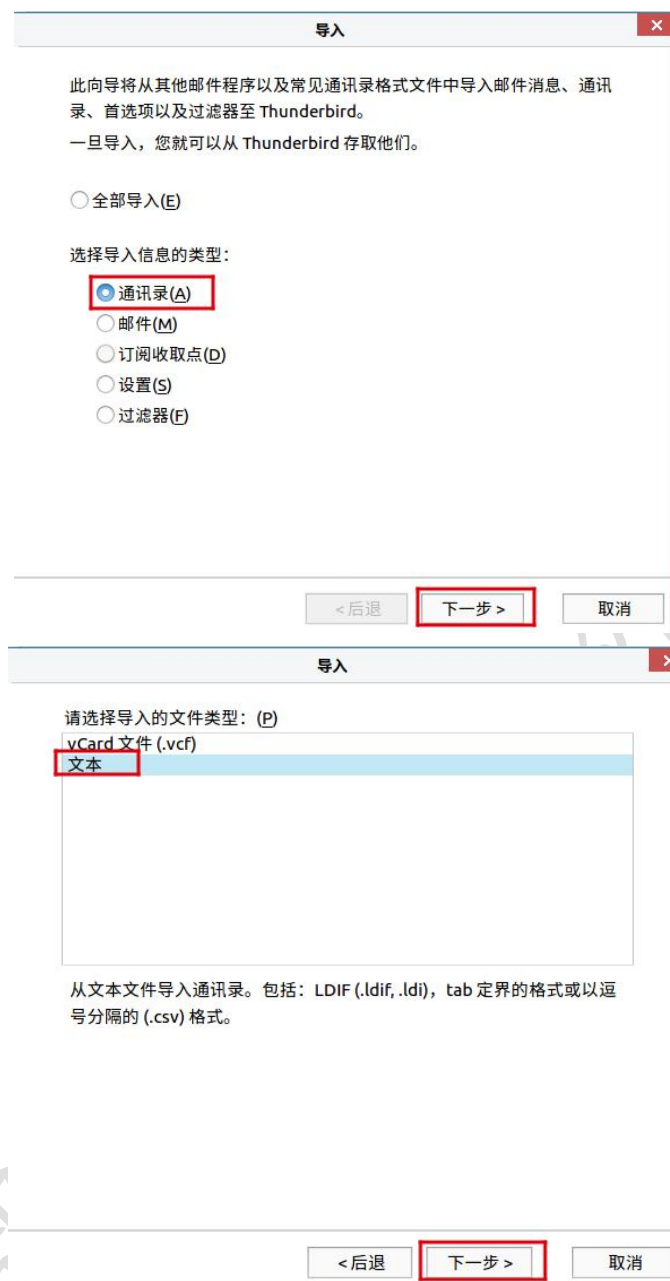 导入
此向导将从其他邮件程序以及常见通讯录格式文件中导入邮件消息、通讯
录、首选项以及过滤器至 Thunderbird。
一旦导入，您就可以从 Thunderbird 存取他们。
全部导入(E)
选择导入信息的类型：
通讯录(A)
邮件(M)
订阅收取点(D)
设置(S)
过滤器(F)
<后退 下一步> 取消
导入
请选择导入的文件类型：(P)
vCard 文件 (.vcf)
文本
从文本文件导入通讯录。包括：LDIF (.ldif, .ldi)，tab 定界的格式或以逗
号分隔的 (.csv) 格式。
<后退 下一步> 取消